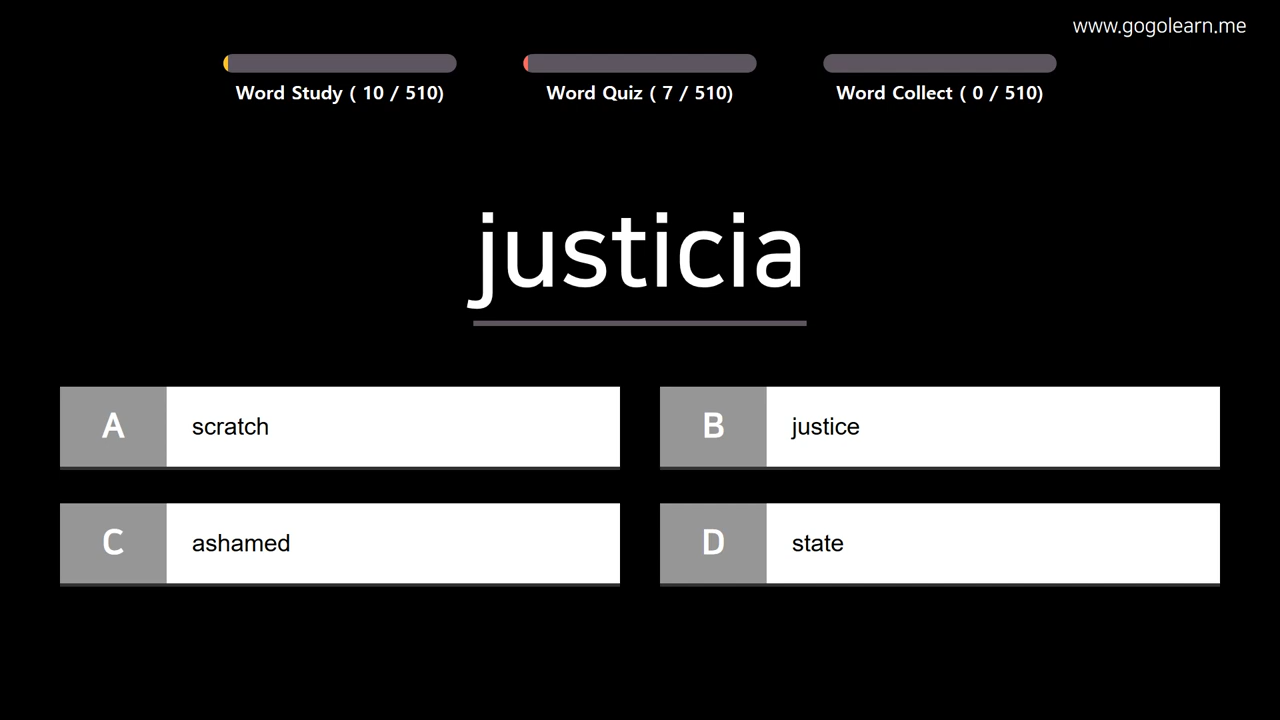 www.gogolearn.me
Word Study ( 10 / 510)
Word Quiz ( 7 / 510)
Word Collect ( 0 / 510)
justicia
A scratch
B justice
C ashamed
D state